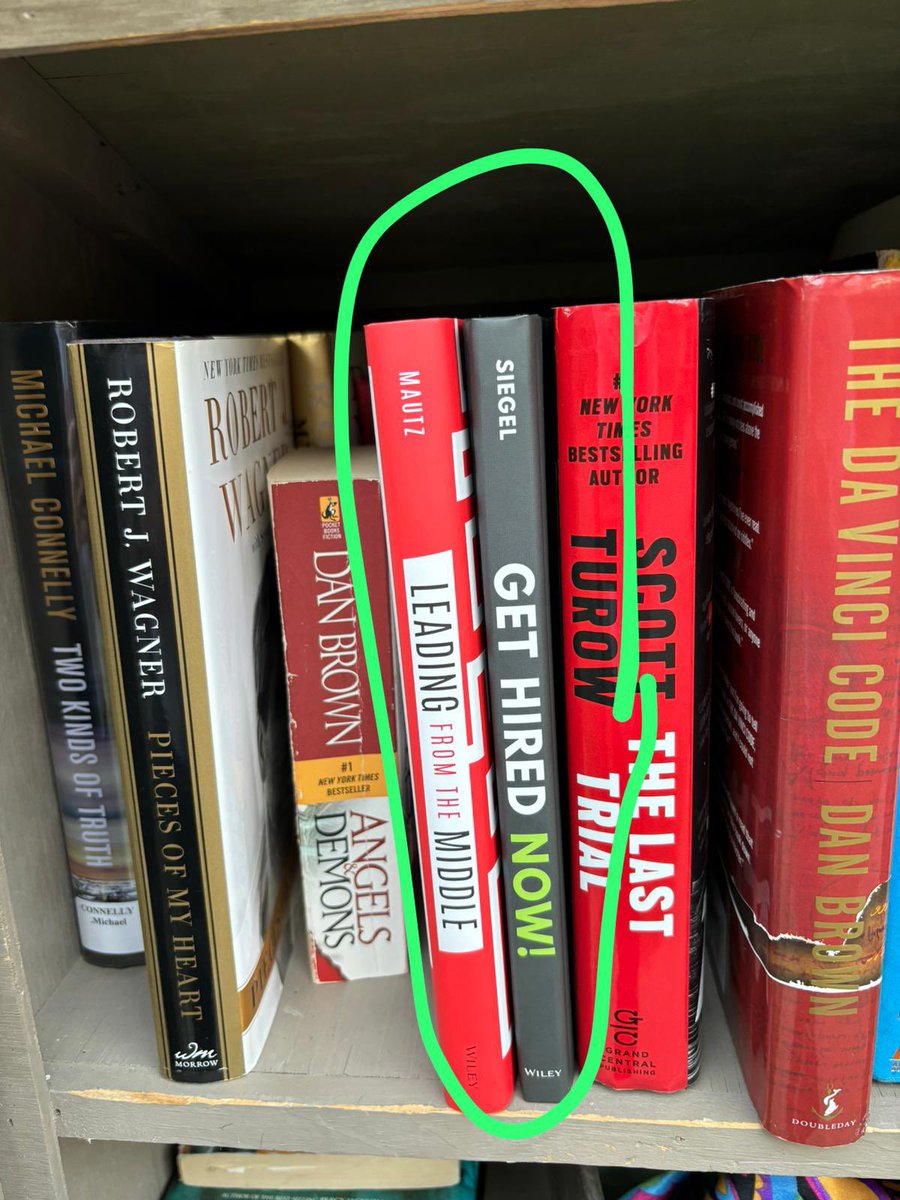 MICHAEL CONNELLY TWO KINDS OF TRUTH
CONNELLY
Michael
ROBERT J. WAGNER PIECES OF MY HEART
wm
MORROW
NEW YORK TIMES
ROBERT J.
WAGNER
POCKET
BOOKS
FICTION
DAN BROWN
#1
NEW YORK TIMES
BESTSELLER
ANGELS
& DEMONS
MAUTZ
LEADING FROM THE MIDDLE
WILEY
SIEGEL
GET HIRED NOW!
WILEY
#1
NEW YORK
TIMES
BESTSELLING
AUTHOR
SCOTT
TUROW
THE LAST
TRIAL
GRAND
CENTRAL
PUBLISHING
THE DA VINCI CODE | DAN BROWN
DOUBLEDAY